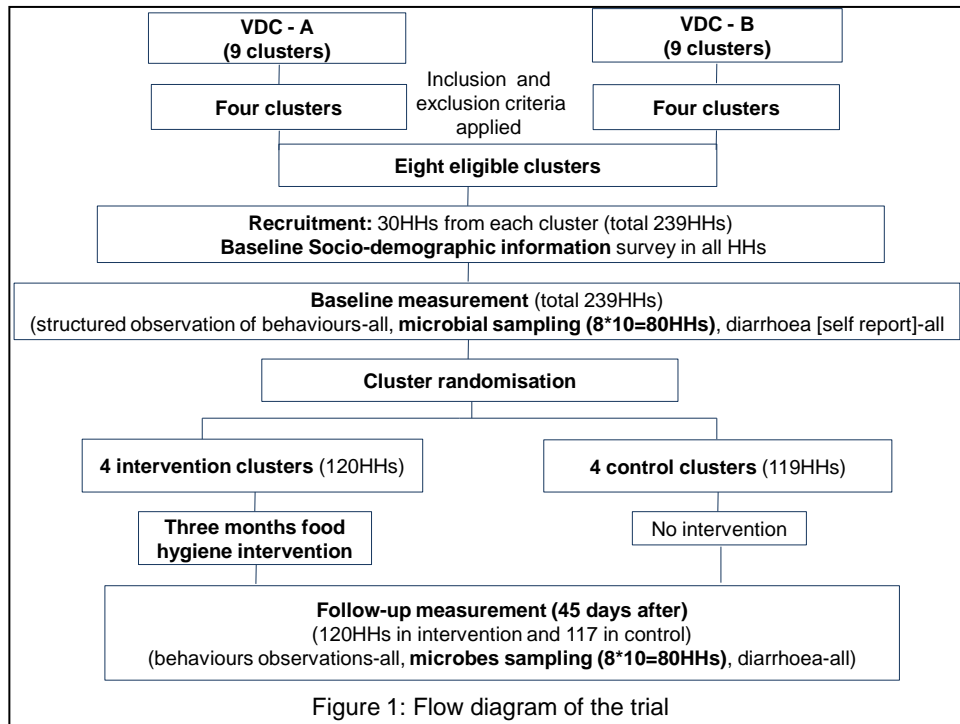 VDC - A
(9 clusters)
VDC - B
(9 clusters)
Inclusion and
exclusion criteria
applied
Four clusters
Four clusters
Eight eligible clusters
Recruitment: 30HHs from each cluster (total 239HHs)
Baseline Socio-demographic information survey in all HHs
Baseline measurement (total 239HHs)
(structured observation of behaviours-all, microbial sampling (8*10=80HHs), diarrhoea [self report]-all
Cluster randomisation
4 intervention clusters (120HHs)
4 control clusters (119HHs)
Three months food
hygiene intervention
No intervention
Follow-up measurement (45 days after)
(120HHs in intervention and 117 in control)
(behaviours observations-all, microbes sampling (8*10=80HHs), diarrhoea-all)
Figure 1: Flow diagram of the trial